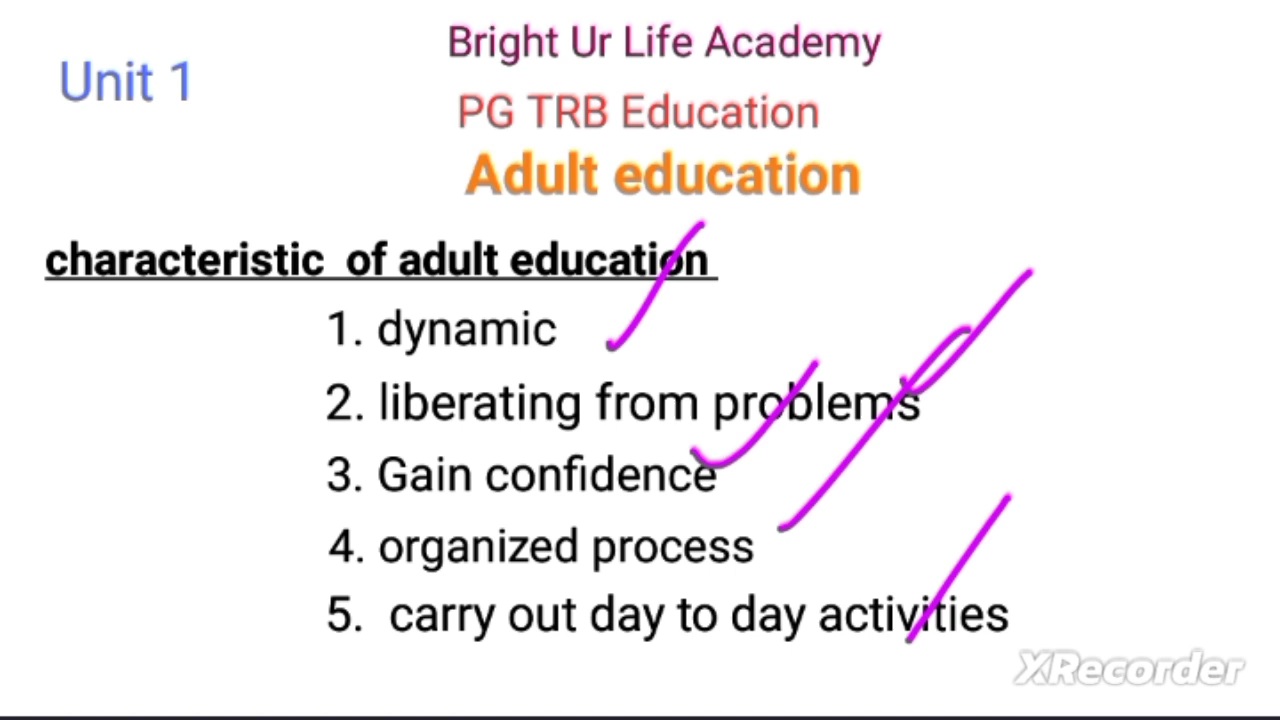 Bright Ur Life Academy
Unit 1
PG TRB Education
Adult education
characteristic of adult education
1. dynamic
2. liberating from problems
3. Gain confidence
4. organized process
5. carry out day to day activities
XRecorder